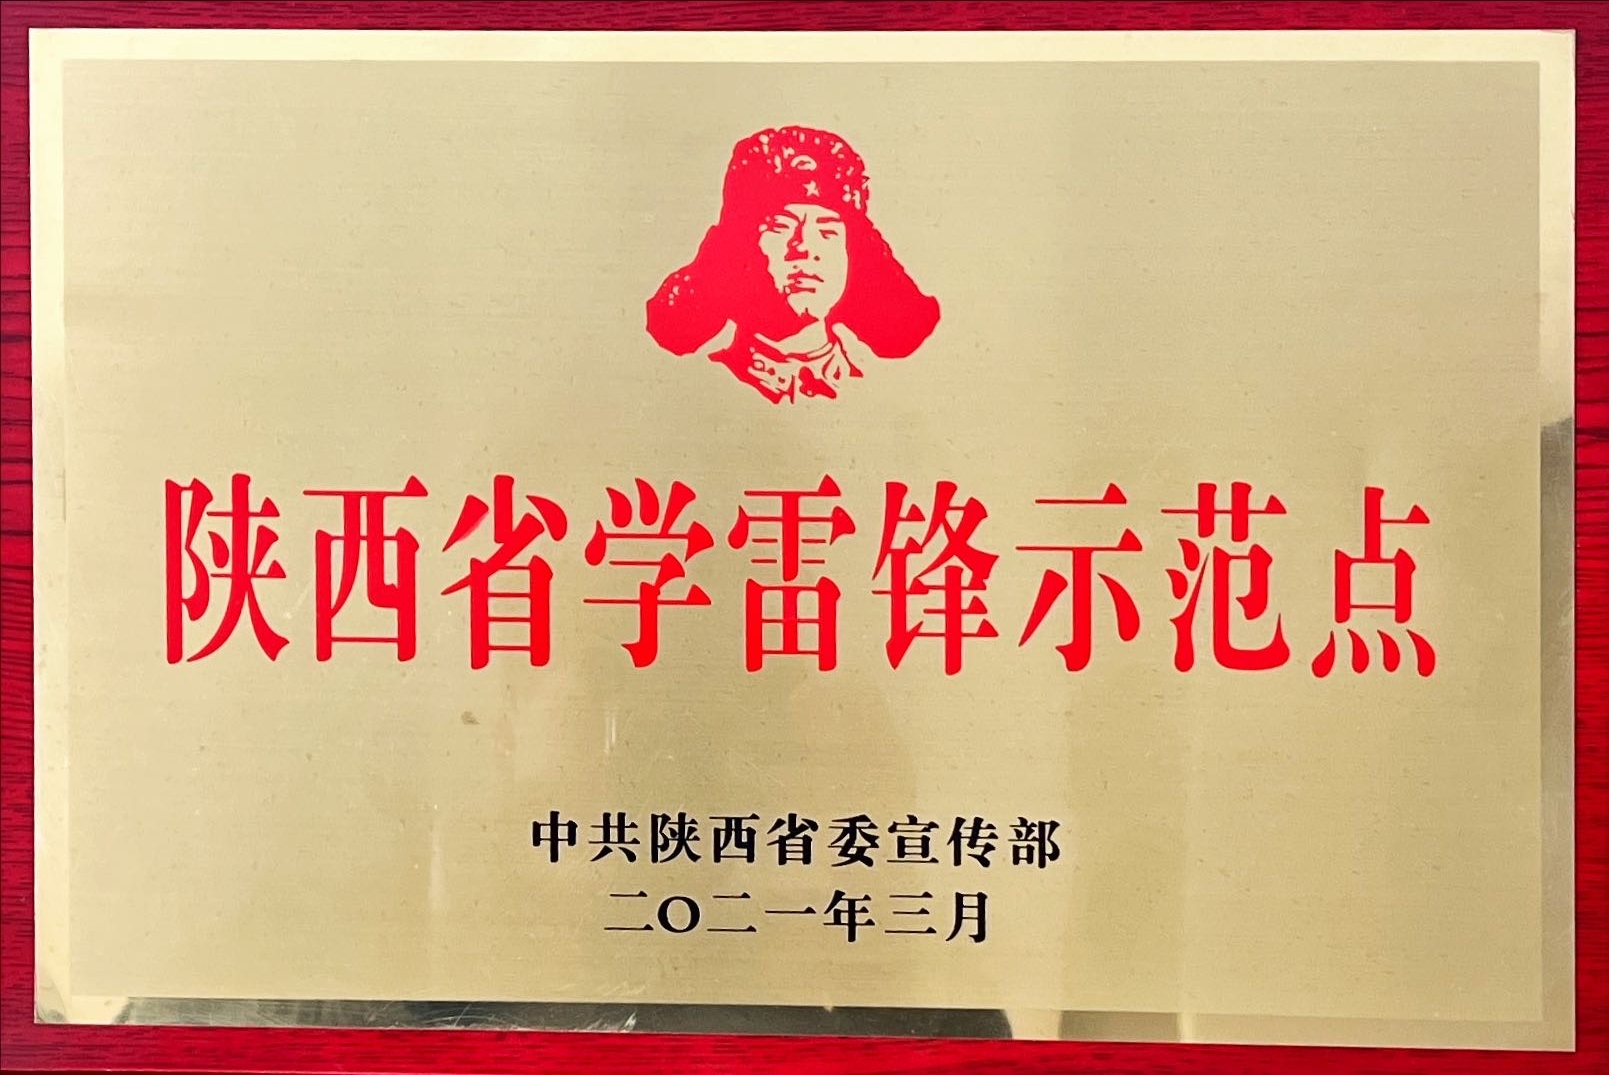 陕西省学雷锋示范点
中共陕西省委宣传部
二〇二一年三月